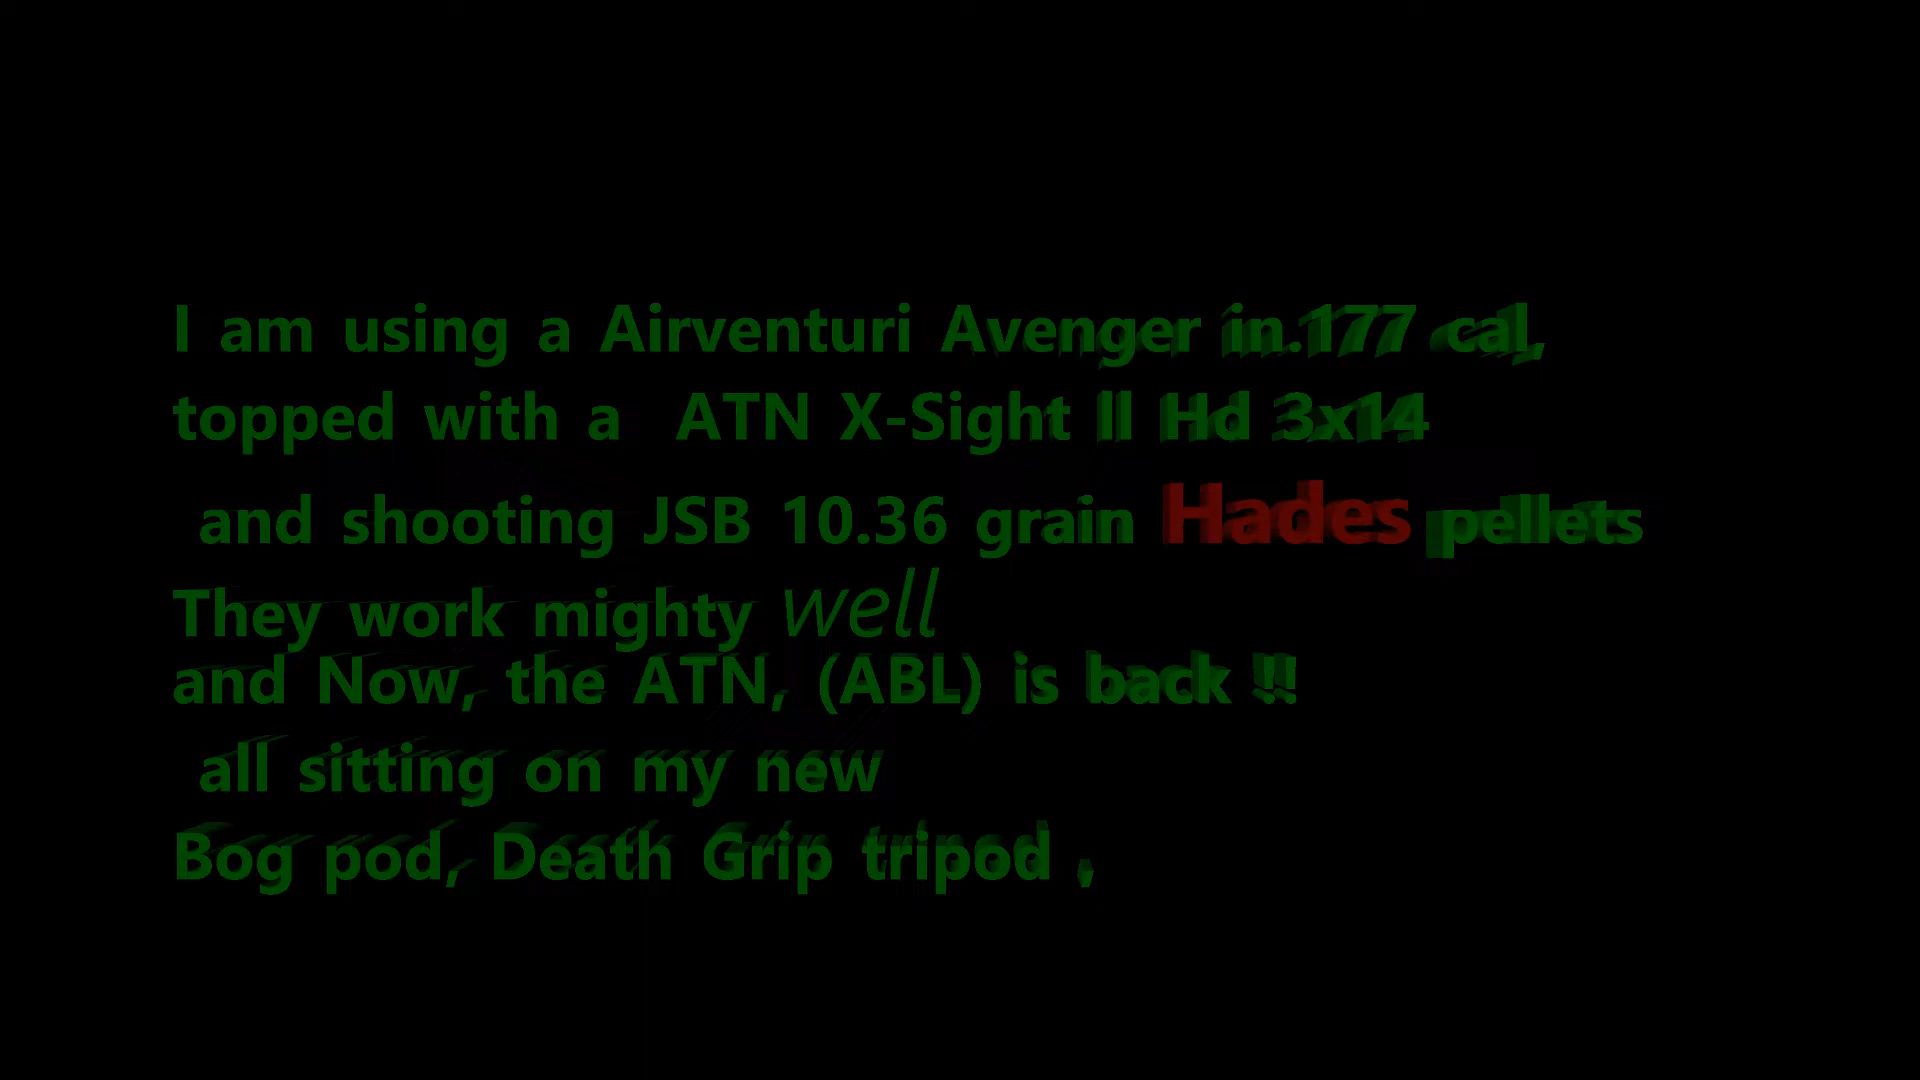 I am using a Airventuri Avenger in.177 cal,
topped with a ATN X-Sight ll Hd 3x14
and shooting JSB 10.36 grain Hades pellets
They work mighty well
and Now, the ATN, (ABL) is back !!
all sitting on my new
Bog pod, Death Grip tripod ,